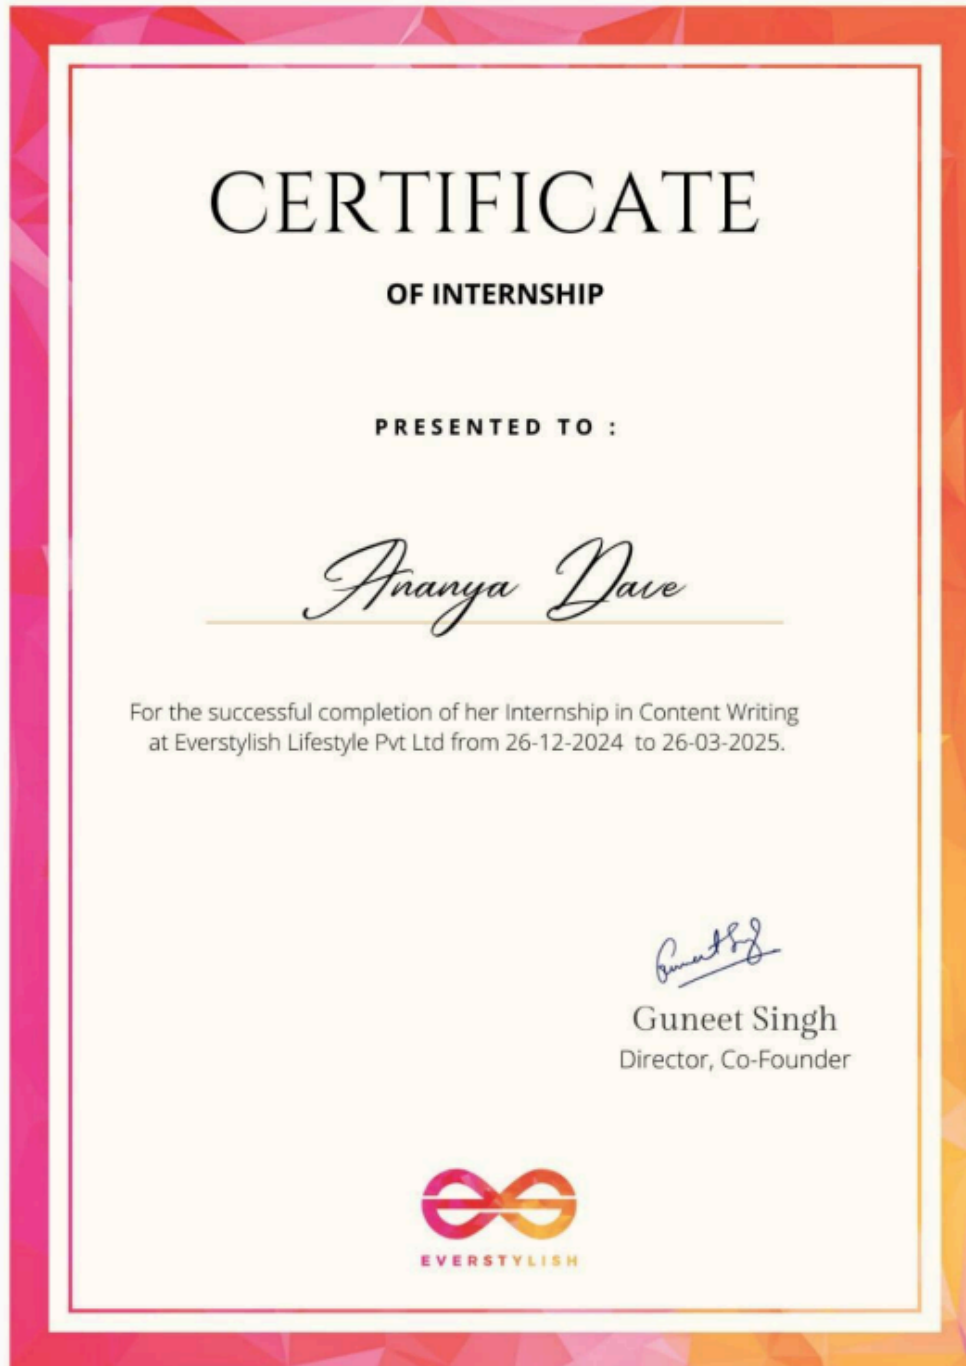 CERTIFICATE
OF INTERNSHIP
PRESENTED TO :
Ananya Dave
For the successful completion of her Internship in Content Writing
at Everstylish Lifestyle Pvt Ltd from 26-12-2024 to 26-03-2025.
Guneet Singh
Director, Co-Founder
EVERSTYLISH